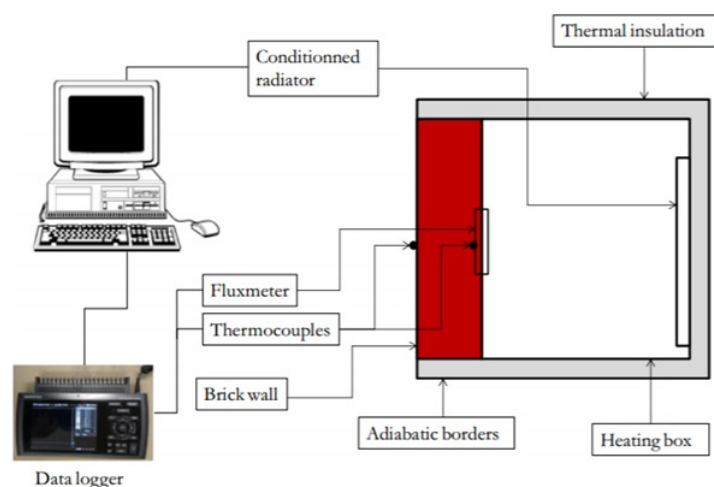 Thermal insulation
Conditionned
radiator
Fluxmeter
Thermocouples
Brick wall
Adiabatic borders
Heating box
Data logger